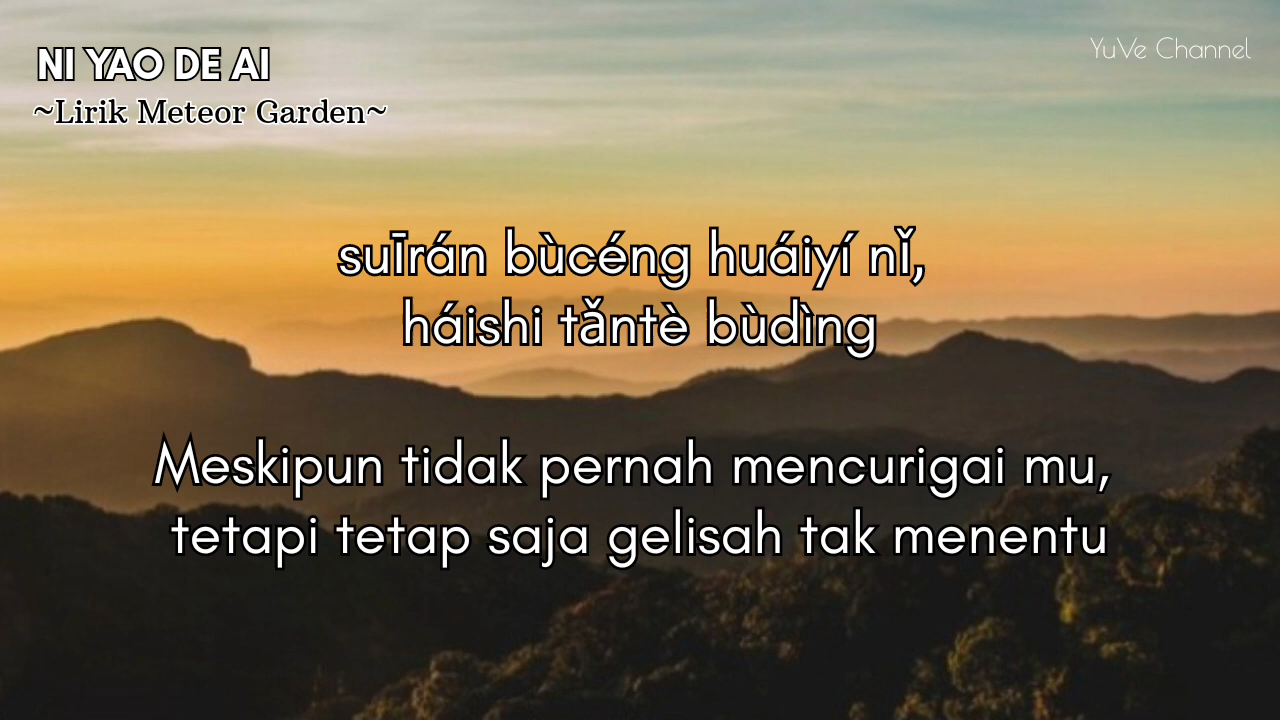 NI YAO DE AI
YuVe Channel
~Lirik Meteor Garden~
suīrán bùcéng huáiyí nǐ,
háishi tǎntè bùdìng
Meskipun tidak pernah mencurigai mu,
tetapi tetap saja gelisah tak menentu